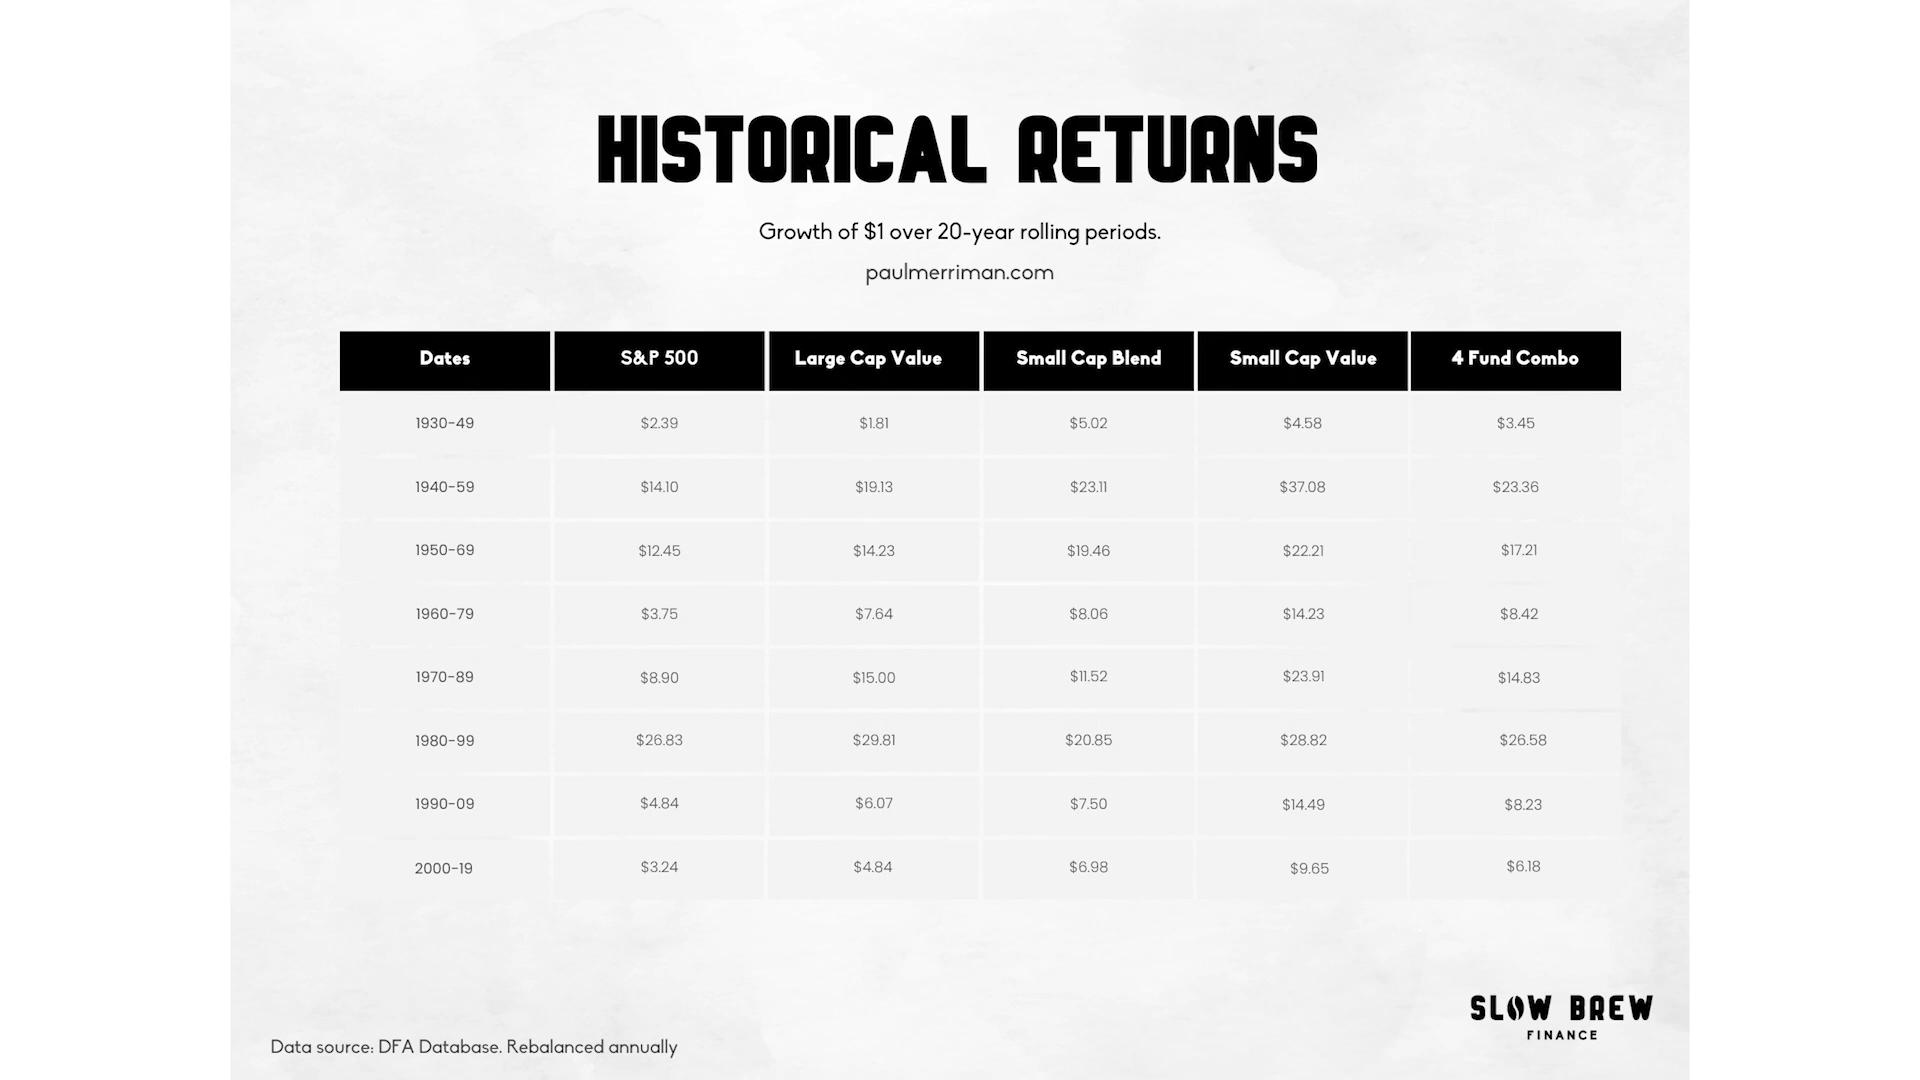 HISTORICAL RETURNS
Growth of $1 over 20-year rolling periods.
paulmerriman.com
Dates S&P 500 Large Cap Value Small Cap Blend Small Cap Value 4 Fund Combo
1930-49 $2.39 $1.81 $5.02 $4.58 $3.45
1940-59 $14.10 $19.13 $23.11 $37.08 $23.36
1950-69 $12.45 $14.23 $19.46 $22.21 $17.21
1960-79 $3.75 $7.64 $8.06 $14.23 $8.42
1970-89 $8.90 $15.00 $11.52 $23.91 $14.83
1980-99 $26.83 $29.81 $20.85 $28.82 $26.58
1990-09 $4.84 $6.07 $7.50 $14.49 $8.23
2000-19 $3.24 $4.84 $6.98 $9.65 $6.18
SLOW BREW
FINANCE
Data source: DFA Database. Rebalanced annually